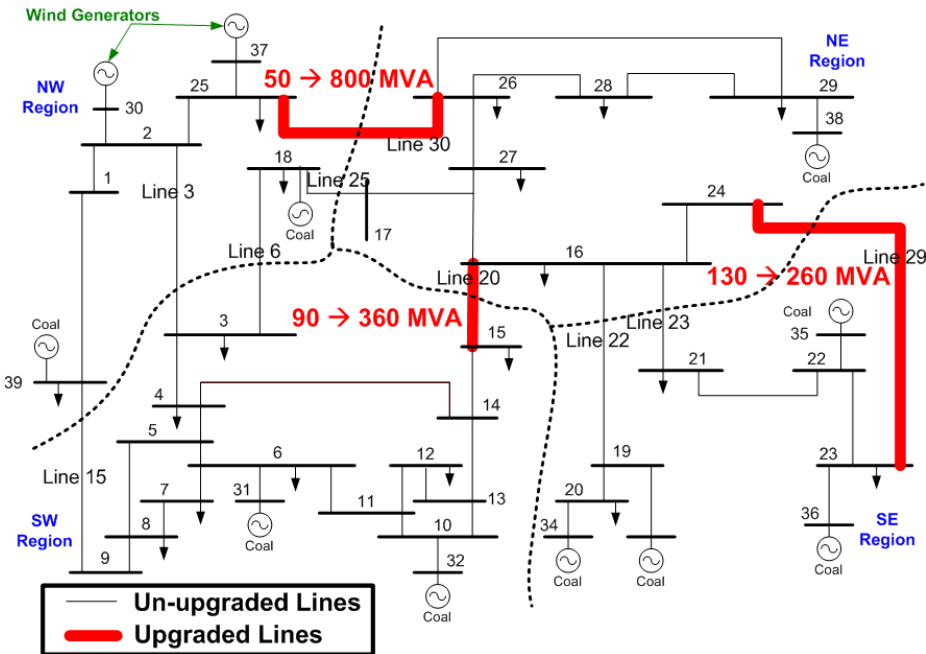 Wind Generators
37
50 → 800 MVA
NE
Region
NW
Region
25
30
26
28
29
38
2
Line 30
27
Coal
18
Line 25
1
Line 3
24
17
Coal
Line 6
16
Line 20
Line 29
130 → 260 MVA
90 → 360 MVA
Coal
Coal
35
3
15
Line 23
Line 22
21
22
39
4
14
5
6
12
19
23
Line 15
7
31
13
20
11
8
10
34
36
SW
Region
SE
Region
Coal
9
32
Coal
Coal
Coal
Coal
Un-upgraded Lines
Upgraded Lines